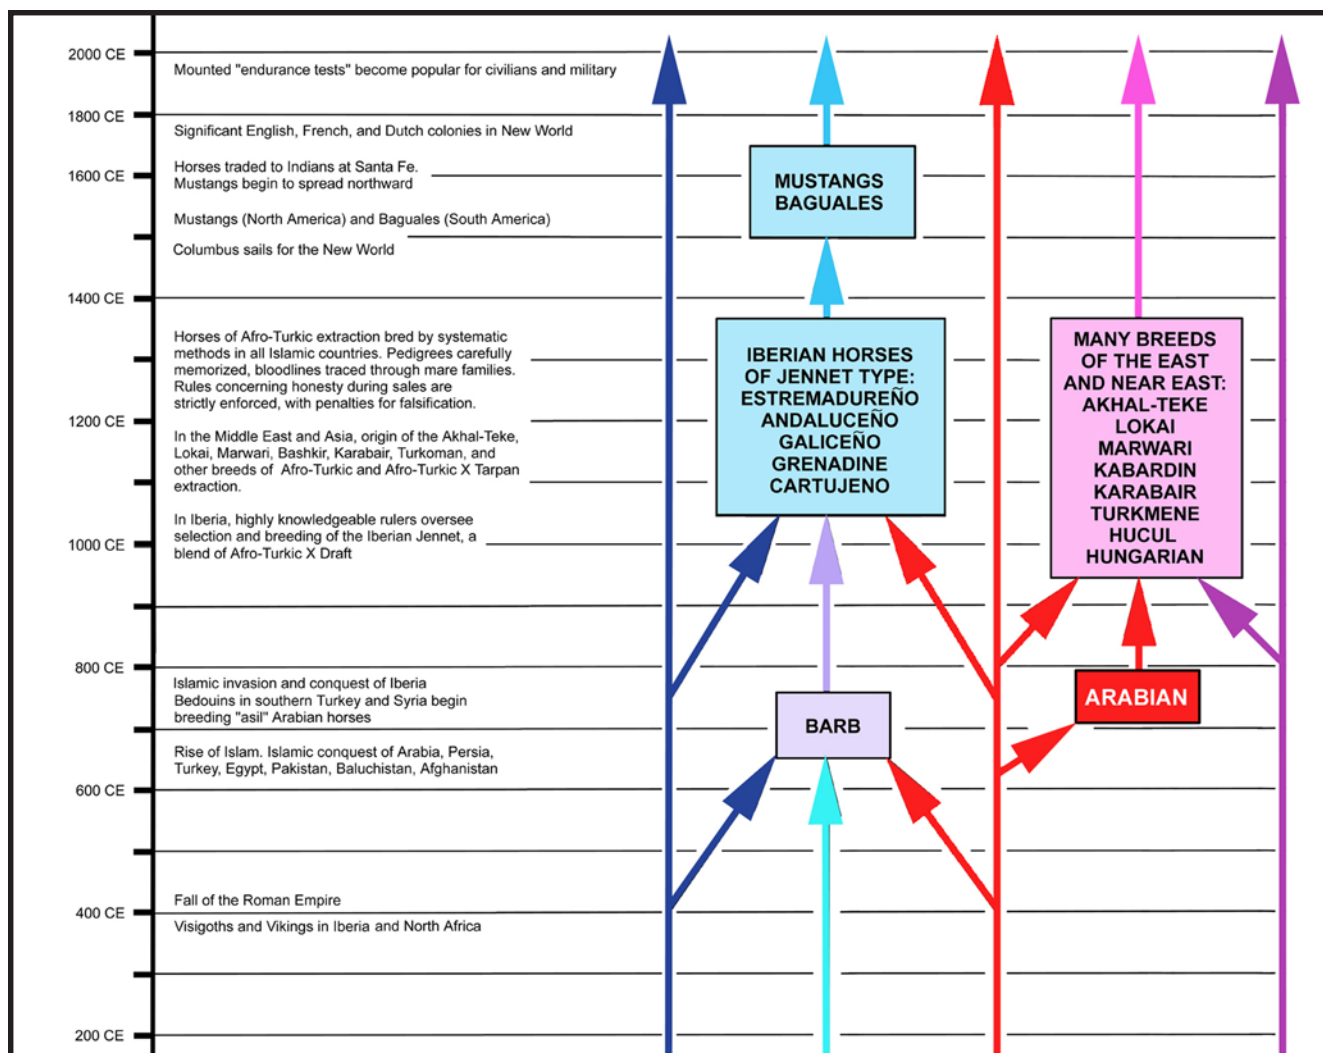 2000 CE
Mounted "endurance tests" become popular for civilians and military
1800 CE
Significant English, French, and Dutch colonies in New World
Horses traded to Indians at Santa Fe.
1600 CE
Mustangs begin to spread northward
Mustangs (North America) and Baguales (South America)
Columbus sails for the New World
1400 CE
Horses of Afro-Turkic extraction bred by systematic
methods in all Islamic countries. Pedigrees carefully
memorized, bloodlines traced through mare families.
Rules concerning honesty during sales are
strictly enforced, with penalties for falsification.
1200 CE
In the Middle East and Asia, origin of the Akhal-Teke,
Lokai, Marwari, Bashkir, Karabair, Turkoman, and
other breeds of Afro-Turkic and Afro-Turkic X Tarpan
extraction.
In Iberia, highly knowledgeable rulers oversee
selection and breeding of the Iberian Jennet, a
blend of Afro-Turkic X Draft
1000 CE
800 CE
Islamic invasion and conquest of Iberia
Bedouins in southern Turkey and Syria begin
breeding "asil" Arabian horses
Rise of Islam. Islamic conquest of Arabia, Persia,
Turkey, Egypt, Pakistan, Baluchistan, Afghanistan
600 CE
Fall of the Roman Empire
400 CE
Visigoths and Vikings in Iberia and North Africa
200 CE
MUSTANGS
BAGUALES
IBERIAN HORSES
OF JENNET TYPE:
ESTREMADUREÑO
ANDALUCEÑO
GALICEÑO
GRENADINE
CARTUJENO
BARB
MANY BREEDS
OF THE EAST
AND NEAR EAST:
AKHAL-TEKE
LOKAI
MARWARI
KABARDIN
KARABAIR
TURKMENE
HUCUL
HUNGARIAN
ARABIAN